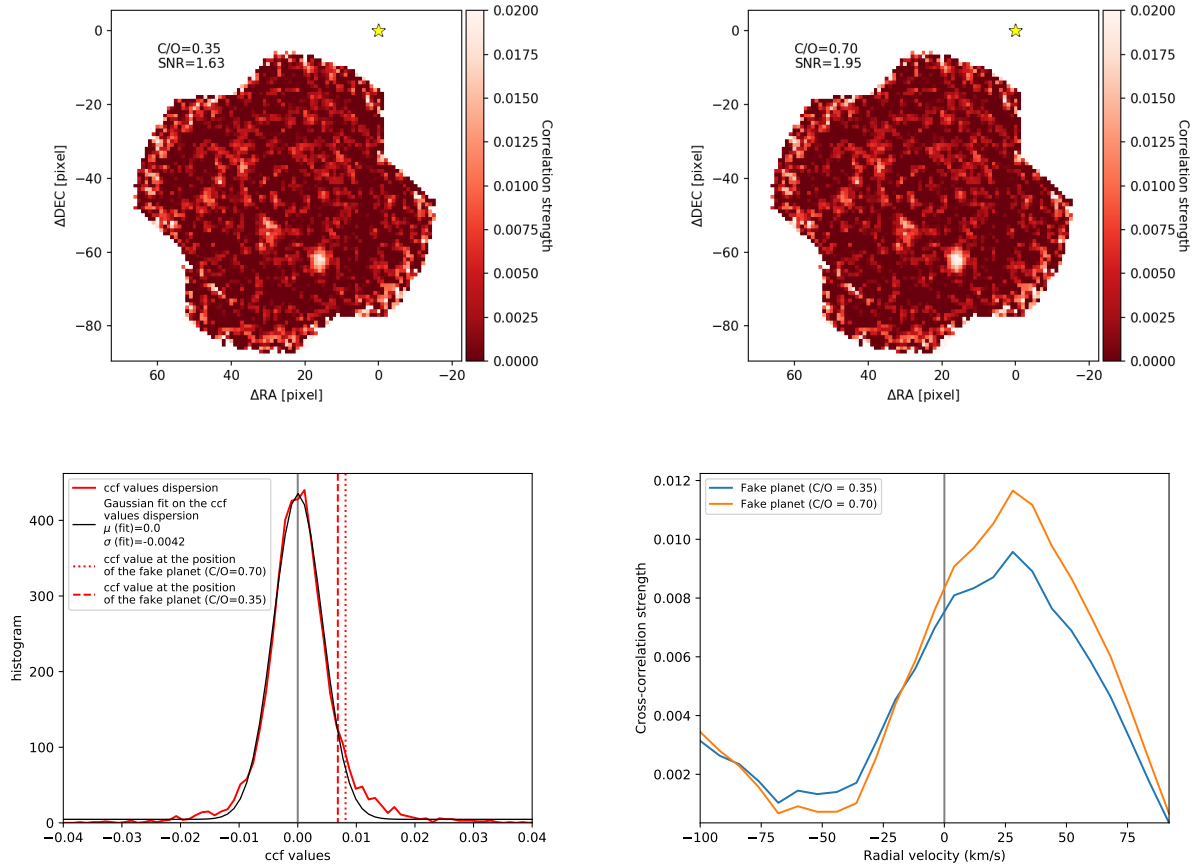 C/O=0.35
SNR=1.63
0
−20
−40
−60
−80
ΔDEC [pixel]
60
40
20
0
−20
ΔRA [pixel]
0.0200
0.0175
0.0150
0.0125
0.0100
0.0075
0.0050
0.0025
0.0000
Correlation strength
C/O=0.70
SNR=1.95
0
−20
−40
−60
−80
ΔDEC [pixel]
60
40
20
0
−20
ΔRA [pixel]
0.0200
0.0175
0.0150
0.0125
0.0100
0.0075
0.0050
0.0025
0.0000
Correlation strength
ccf values dispersion
Gaussian fit on the ccf
values dispersion
μ (fit)=0.0
σ (fit)=-0.0042
ccf value at the position
of the fake planet (C/O=0.70)
ccf value at the position
of the fake planet (C/O=0.35)
400
300
200
100
0
histogram
−0.04
−0.03
−0.02
−0.01
0.00
0.01
0.02
0.03
0.04
ccf values
Fake planet (C/O = 0.35)
Fake planet (C/O = 0.70)
0.012
0.010
0.008
0.006
0.004
0.002
Cross-correlation strength
−100
−75
−50
−25
0
25
50
75
Radial velocity (km/s)